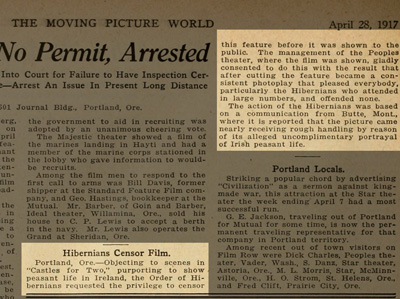 THE MOVING PICTURE WORLD
April 28, 1917
No Permit, Arrested
Into Court for Failure to Have Inspection Cer-
Arrest An Issue In Present Long Distance
Journal Bldg., Portland, Ore.
the government to aid in recruiting was
adopted by an unanimous cheering vote.
The Majestic theater showed a film of
the marines landing in Hayti and had a
member of the marine corps stationed in
the lobby who gave information to would-
be recruits.
Among the film men to respond to the
first call to arms was Bill Davis, former
shipper at the Standard Feature Film com-
pany, and Geo. Hastings, bookkeeper at the
Mutual. Mr. Barber, of Goin and Barber,
Ideal theater, Willamina, Ore., sold his
house to C. P. Lewis to accept a berth
in the navy. Mr. Lewis also operates the
Grand at Sheridan, Ore.
Hibernians Censor Film.
Portland, Ore.—Objecting to scenes in
"Castles for Two," purporting to show
peasant life in Ireland, the Order of Hi-
bernians requested the privilege to censor
this feature before it was shown to the
public. The management of the Peoples
theater, where the film was shown, gladly
consented to do this with the result that
after cutting the feature became a con-
sistent photoplay that pleased everybody,
particularly the Hibernians who attended
in large numbers, and offended none.
The action of the Hibernians was based
on a communication from Butte, Mont.,
where it is reported that the picture came
nearly receiving rough handling by reason
of its alleged uncomplimentary portrayal
of Irish peasant life.
Portland Locals.
Striking a popular chord by advertising
"Civilization" as a sermon against king-
made war, this attraction at the Star the-
ater the week ending April 7 had a most
successful run.
G. E. Jackson, traveling out of Portland
for Mutual for some time, is now the per-
manent traveling representative for that
company in Portland territory.
Among recent out of town visitors on
Film Row were Dick Charles, Peoples thea-
ter, Vader, Wash., S. Danz, Star theater,
Astoria, Ore., M. L. Morris, Star, McMinn-
ville, Ore., H. O. Strom, St. Helens, Ore.,
and Fred Clift, Prairie City, Ore.